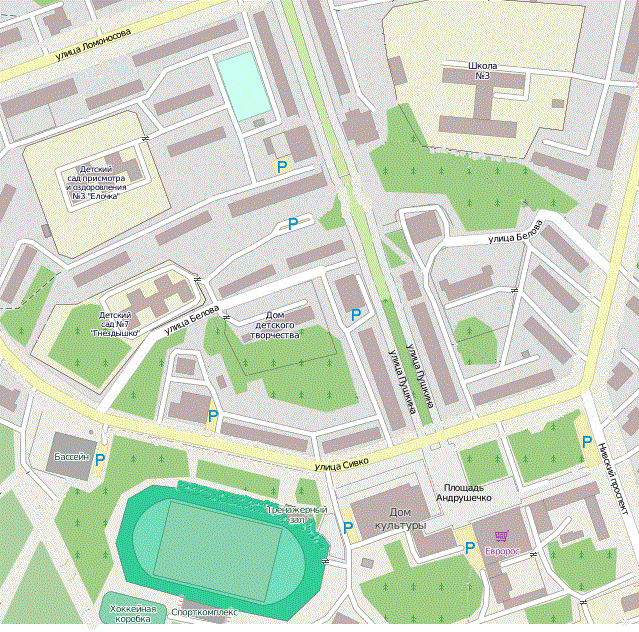 улица Ломоносова
Школа
№3
P
Детский
сад присмотра
и оздоровления
№3 "Ёлочка"
P
улица Белова
Детский
сад №7
"Гнёздышко"
улица Белова
Дом
детского
творчества
P
улица Пушкина
улица Пушкина
P
P
Бассейн
P
улица Сивко
Нивский проспект
Площадь
Андрушечко
Тренажерный
зал
Дом
культуры
P
P
Евророс
Хоккейная
коробка
Спорткомплекс